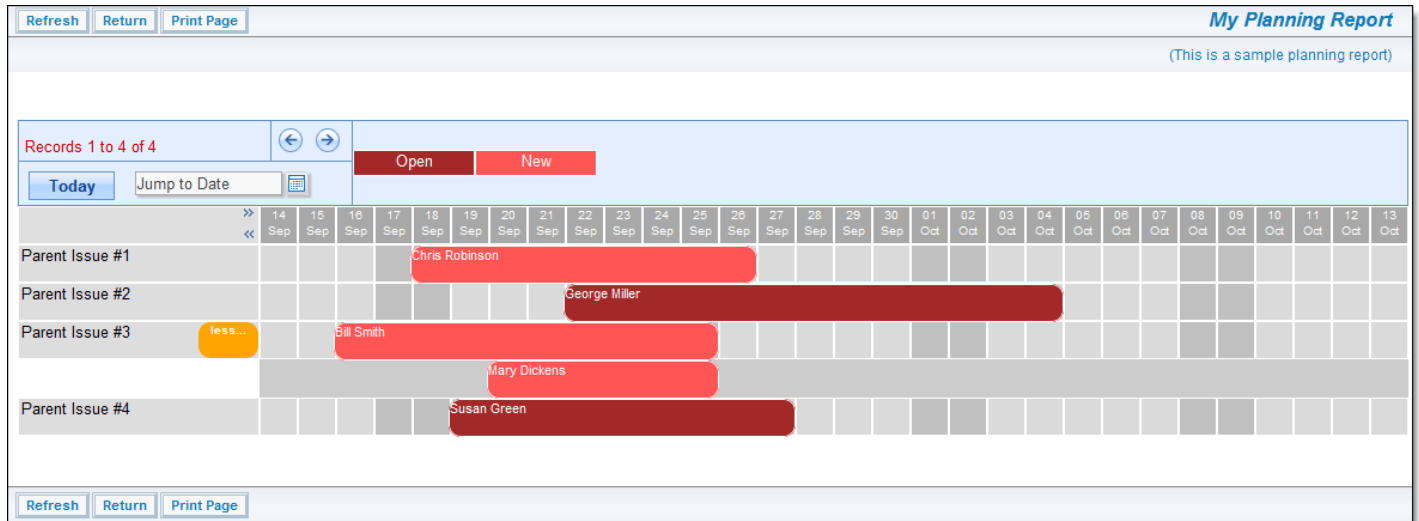 Refresh Return Print Page My Planning Report
(This is a sample planning report)
Records 1 to 4 of 4
Open New
Today Jump to Date
» 14 15 16 17 18 19 20 21 22 23 24 25 26 27 28 29 30 01 02 03 04 05 06 07 08 09 10 11 12 13
« Sep Sep Sep Sep Sep Sep Sep Sep Sep Sep Sep Sep Sep Sep Sep Sep Sep Oct Oct Oct Oct Oct Oct Oct Oct Oct Oct Oct Oct Oct
Parent Issue #1 Chris Robinson
Parent Issue #2 George Miller
Parent Issue #3 less... Bill Smith
Mary Dickens
Parent Issue #4 Susan Green
Refresh Return Print Page